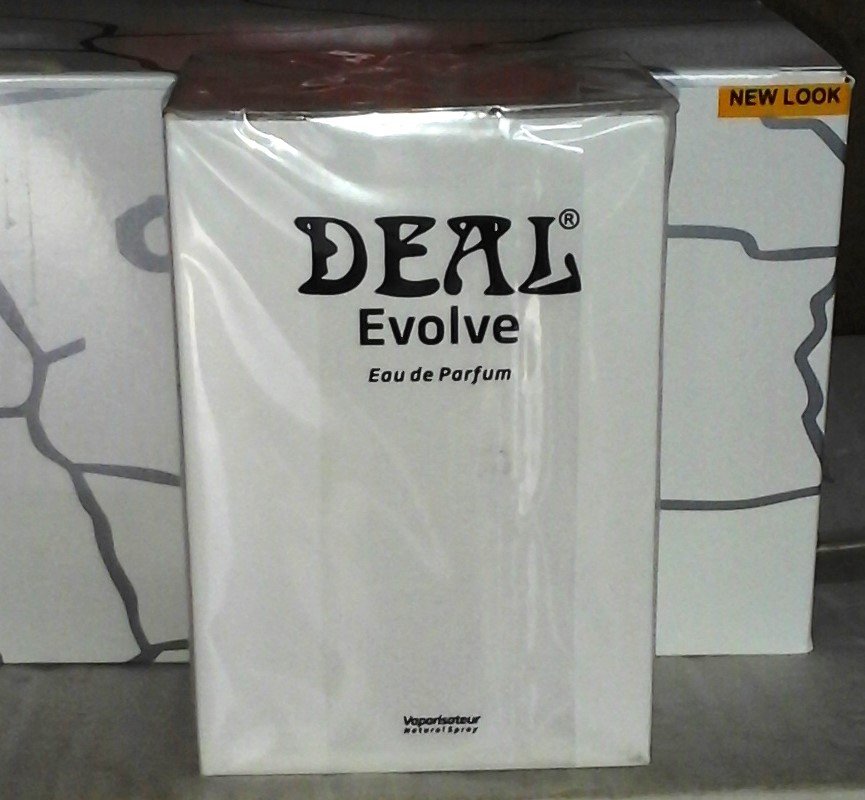 NEW LOOK
DEAL®
Evolve
Eau de Parfum
Vaporisateur
Natural Spray